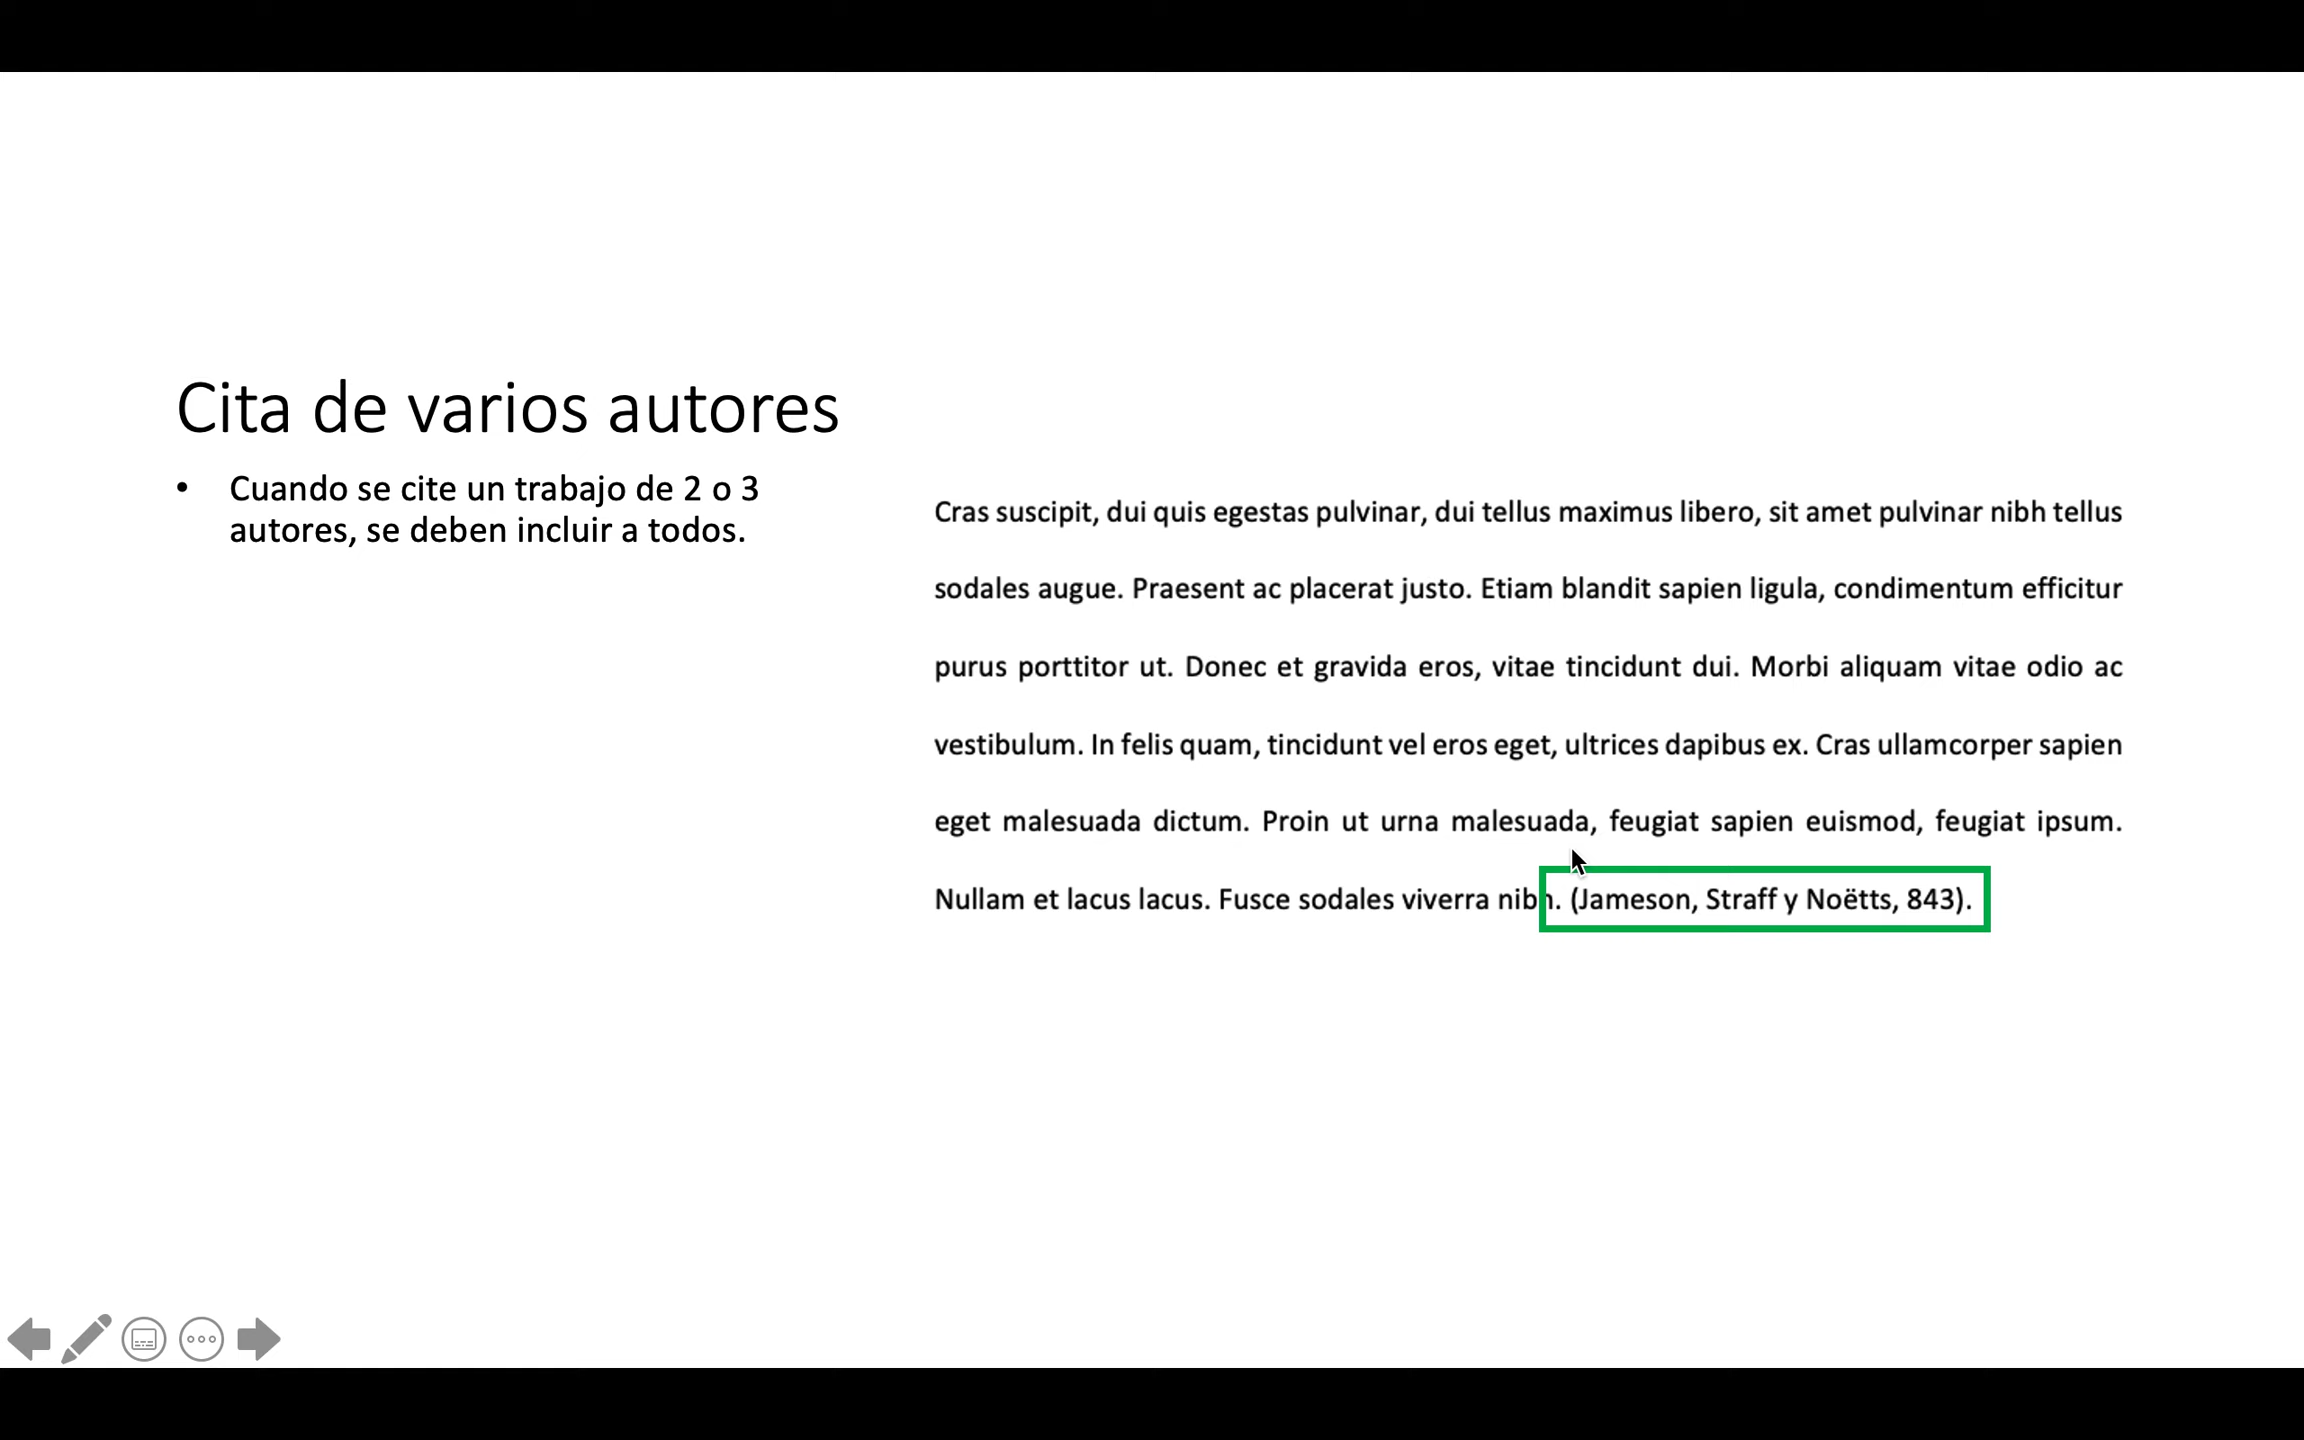 Cita de varios autores
• Cuando se cite un trabajo de 2 o 3
autores, se deben incluir a todos.
Cras suscipit, dui quis egestas pulvinar, dui tellus maximus libero, sit amet pulvinar nibh tellus
sodales augue. Praesent ac placerat justo. Etiam blandit sapien ligula, condimentum efficitur
purus porttitor ut. Donec et gravida eros, vitae tincidunt dui. Morbi aliquam vitae odio ac
vestibulum. In felis quam, tincidunt vel eros eget, ultrices dapibus ex. Cras ullamcorper sapien
eget malesuada dictum. Proin ut urna malesuada, feugiat sapien euismod, feugiat ipsum.
Nullam et lacus lacus. Fusce sodales viverra nibh. (Jameson, Straff y Noëtts, 843).